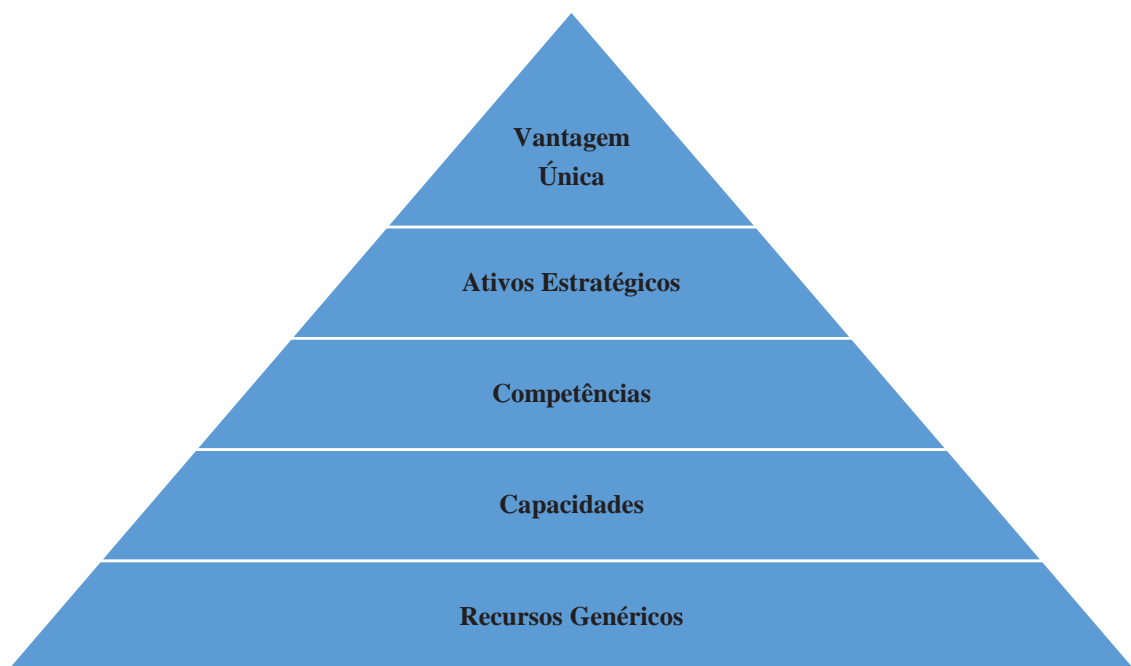 Vantagem
Única
Ativos Estratégicos
Competências
Capacidades
Recursos Genéricos